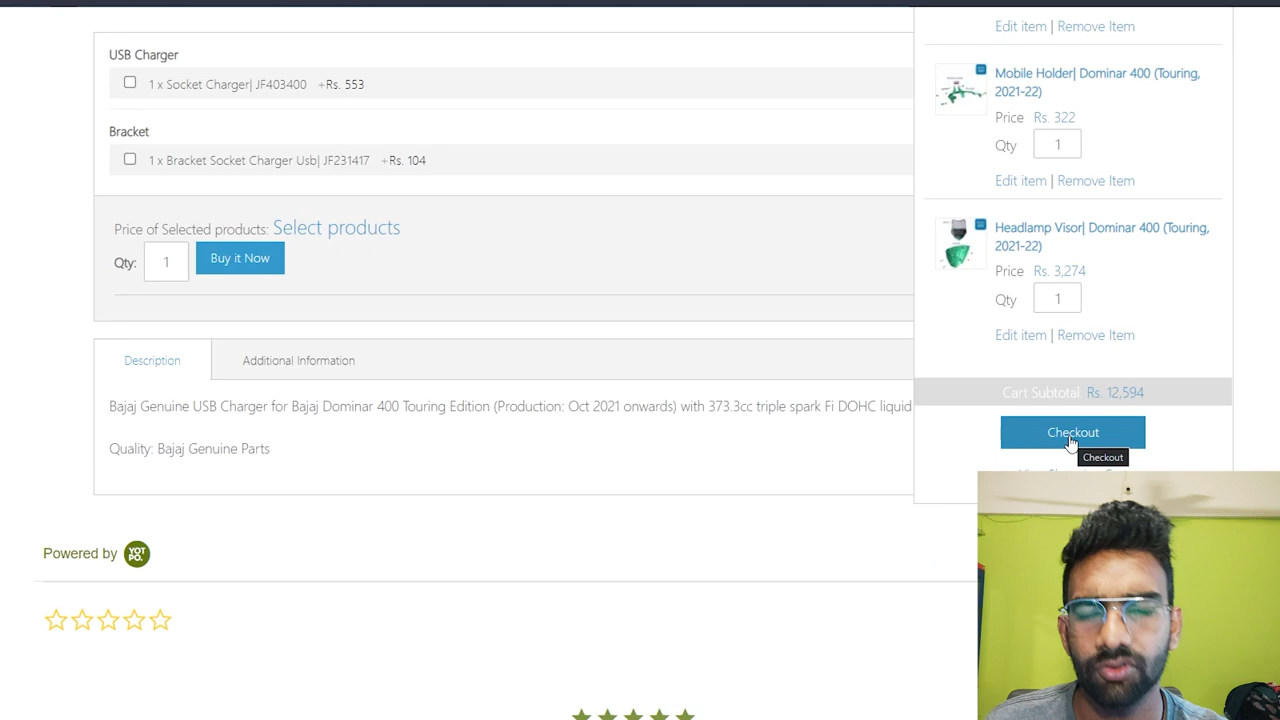 USB Charger
1 x Socket Charger| JF403400 +Rs. 553
Bracket
1 x Bracket Socket Charger Usb| JF231417 +Rs. 104
Price of Selected products: Select products
Qty: 1 Buy it Now
Description Additional Information
Bajaj Genuine USB Charger for Bajaj Dominar 400 Touring Edition (Production: Oct 2021 onwards) with 373.3cc triple spark Fi DOHC liquid
Quality: Bajaj Genuine Parts
Powered by YOTPO.
Edit item | Remove Item
Mobile Holder| Dominar 400 (Touring,
2021-22)
Price Rs. 322
Qty 1
Edit item | Remove Item
Headlamp Visor| Dominar 400 (Touring,
2021-22)
Price Rs. 3,274
Qty 1
Edit item | Remove Item
Cart Subtotal: Rs. 12,594
Checkout
Checkout